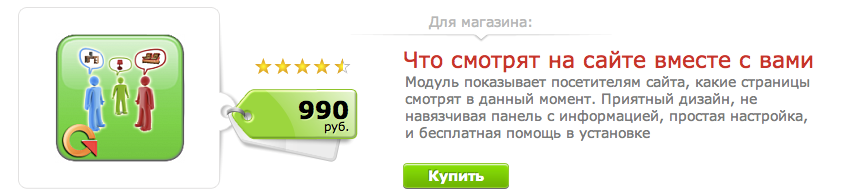 Для магазина:
Что смотрят на сайте вместе с вами
Модуль показывает посетителям сайта, какие страницы
смотрят в данный момент. Приятный дизайн, не
навязчивая панель с информацией, простая настройка,
и бесплатная помощь в установке
990
руб.
Купить